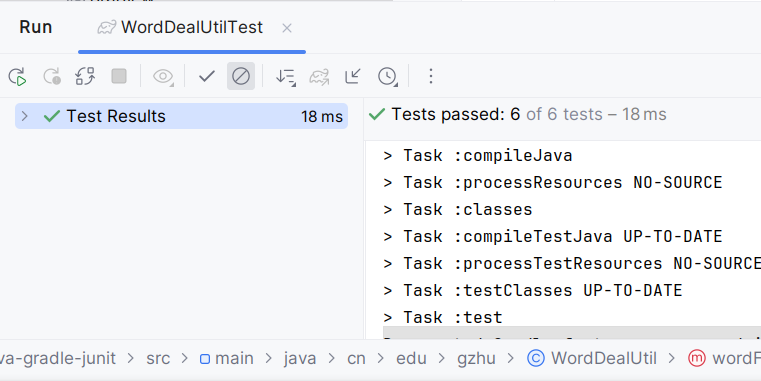 Run WordDealUtilTest
Test Results 18 ms
Tests passed: 6 of 6 tests – 18 ms
> Task :compileJava
> Task :processResources NO-SOURCE
> Task :classes
> Task :compileTestJava UP-TO-DATE
> Task :processTestResources NO-SOURCE
> Task :testClasses UP-TO-DATE
> Task :test
va-gradle-junit > src > main > java > cn > edu > gzhu > WordDealUtil > wordF